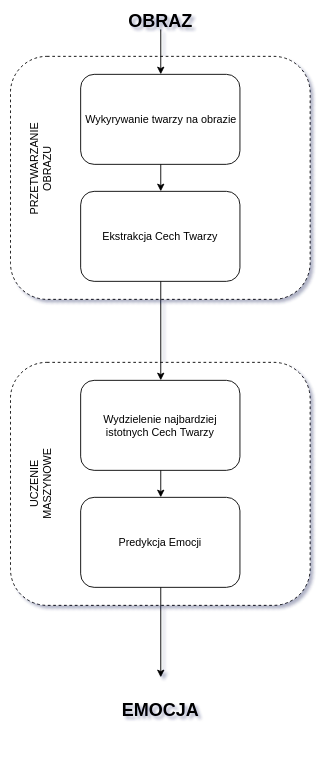 OBRAZ
PRZETWARZANIE
OBRAZU
Wykyrywanie twarzy na obrazie
Ekstrakcja Cech Twarzy
UCZENIE
MASZYNOWE
Wydzielenie najbardziej
istotnych Cech Twarzy
Predykcja Emocji
EMOCJA